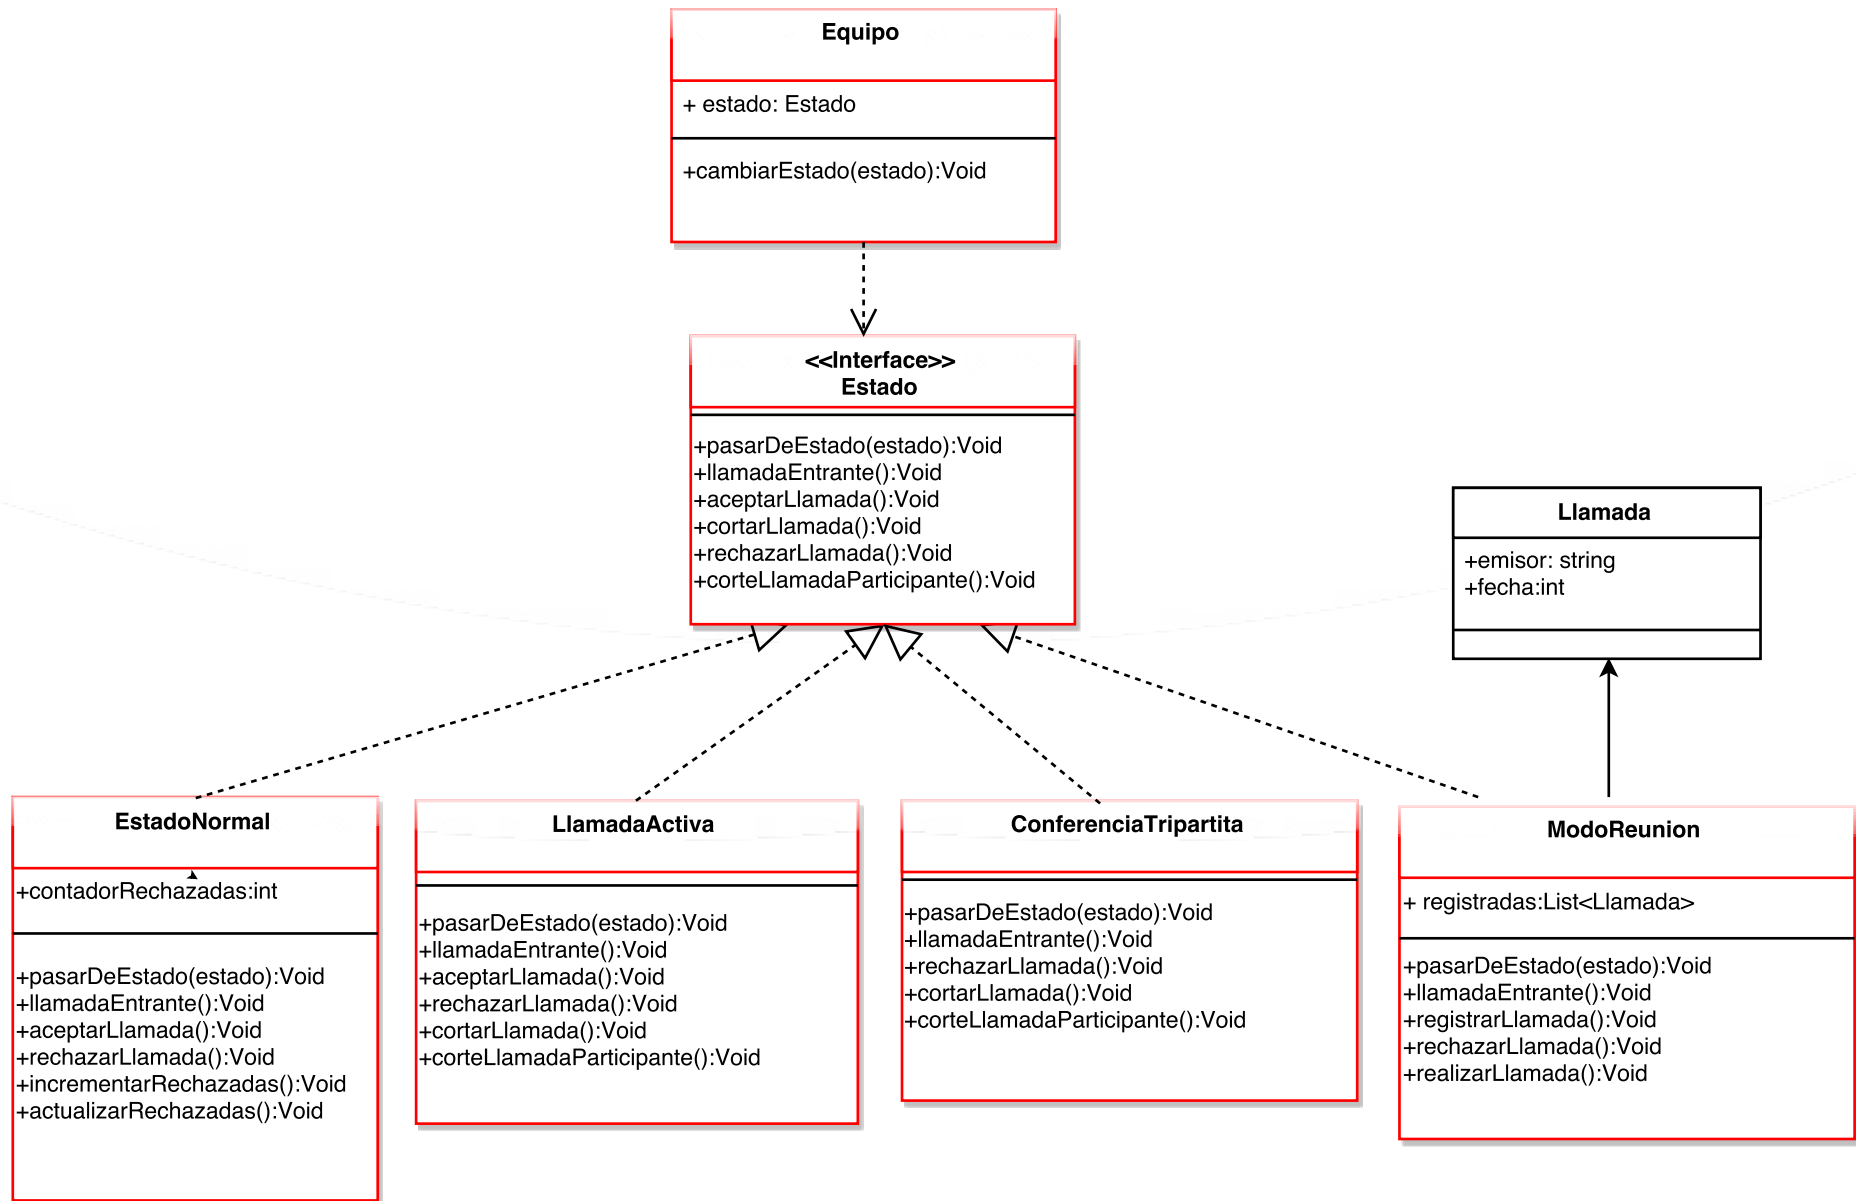 Equipo
+ estado: Estado
+cambiarEstado(estado):Void
<<Interface>>
Estado
+pasarDeEstado(estado):Void
+llamadaEntrante():Void
+aceptarLlamada():Void
+cortarLlamada():Void
+rechazarLlamada():Void
+corteLlamadaParticipante():Void
Llamada
+emisor: string
+fecha:int
EstadoNormal
+contadorRechazadas:int
+pasarDeEstado(estado):Void
+llamadaEntrante():Void
+aceptarLlamada():Void
+rechazarLlamada():Void
+incrementarRechazadas():Void
+actualizarRechazadas():Void
LlamadaActiva
+pasarDeEstado(estado):Void
+llamadaEntrante():Void
+aceptarLlamada():Void
+rechazarLlamada():Void
+cortarLlamada():Void
+corteLlamadaParticipante():Void
ConferenciaTripartita
+pasarDeEstado(estado):Void
+llamadaEntrante():Void
+rechazarLlamada():Void
+cortarLlamada():Void
+corteLlamadaParticipante():Void
ModoReunion
+ registradas:List<Llamada>
+pasarDeEstado(estado):Void
+llamadaEntrante():Void
+registrarLlamada():Void
+rechazarLlamada():Void
+realizarLlamada():Void